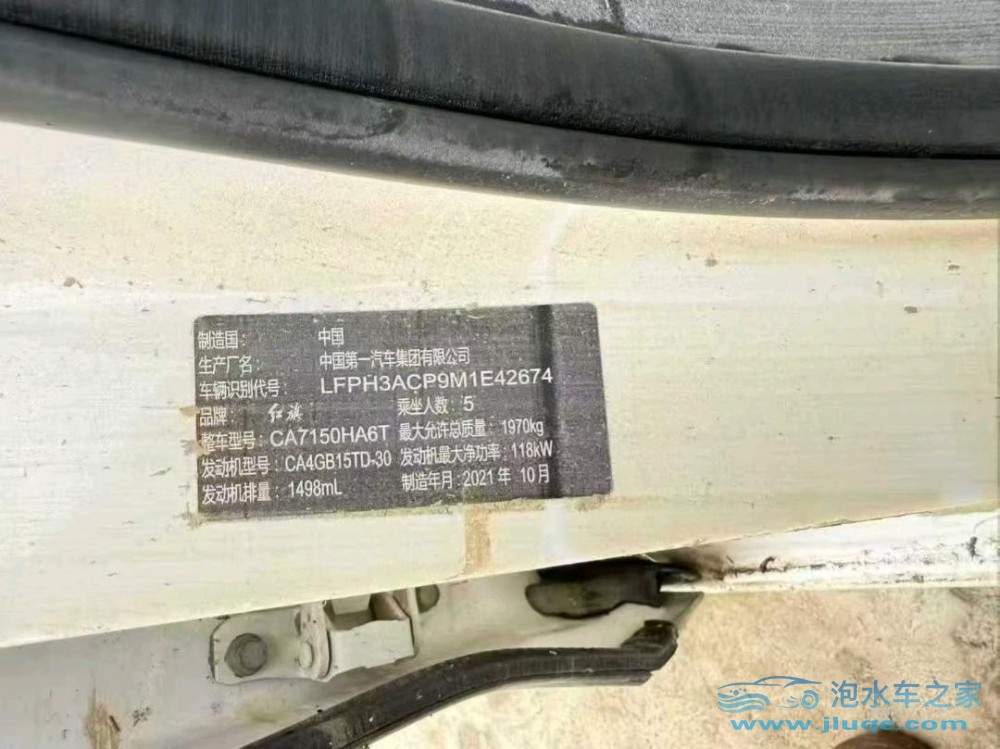 制造国： 中国
生产厂名： 中国第一汽车集团有限公司
车辆识别代号： LFPH3ACP9M1E42674
品牌： 红旗 乘坐人数：5
整车型号：CA7150HA6T 最大允许总质量：1970kg
发动机型号：CA4GB15TD-30 发动机最大净功率：118kW
发动机排量：1498mL 制造年月：2021年 10月
泡水车之家
www.jluqc.com